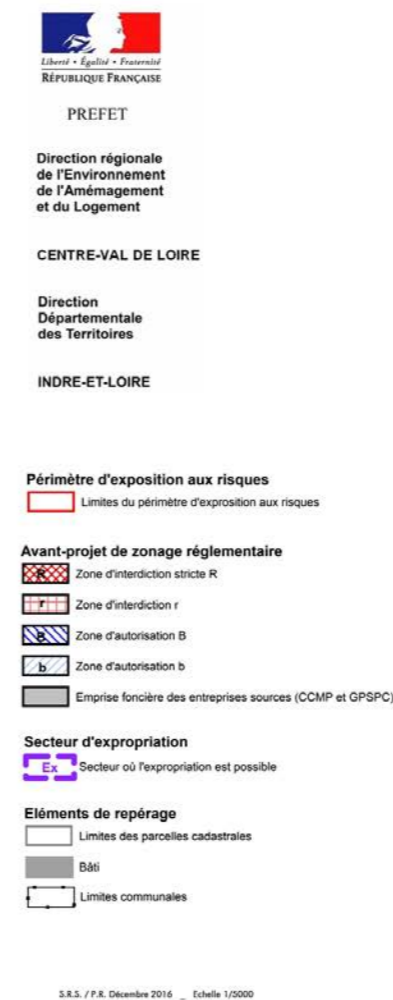 Liberté • Égalité • Fraternité
RÉPUBLIQUE FRANÇAISE
PREFET
Direction régionale
de l'Environnement
de l'Aménagement
et du Logement
CENTRE-VAL DE LOIRE
Direction
Départementale
des Territoires
INDRE-ET-LOIRE
Périmètre d'exposition aux risques
Limites du périmètre d'exprosition aux risques
Avant-projet de zonage réglementaire
R Zone d'interdiction stricte R
r Zone d'interdiction r
B Zone d'autorisation B
b Zone d'autorisation b
Emprise foncière des entreprises sources (CCMP et GPSPC)
Secteur d'expropriation
Ex Secteur où l'expropriation est possible
Eléments de repérage
Limites des parcelles cadastrales
Bâti
Limites communales
S.R.S. / P.R. Décembre 2016 _ Echelle 1/5000